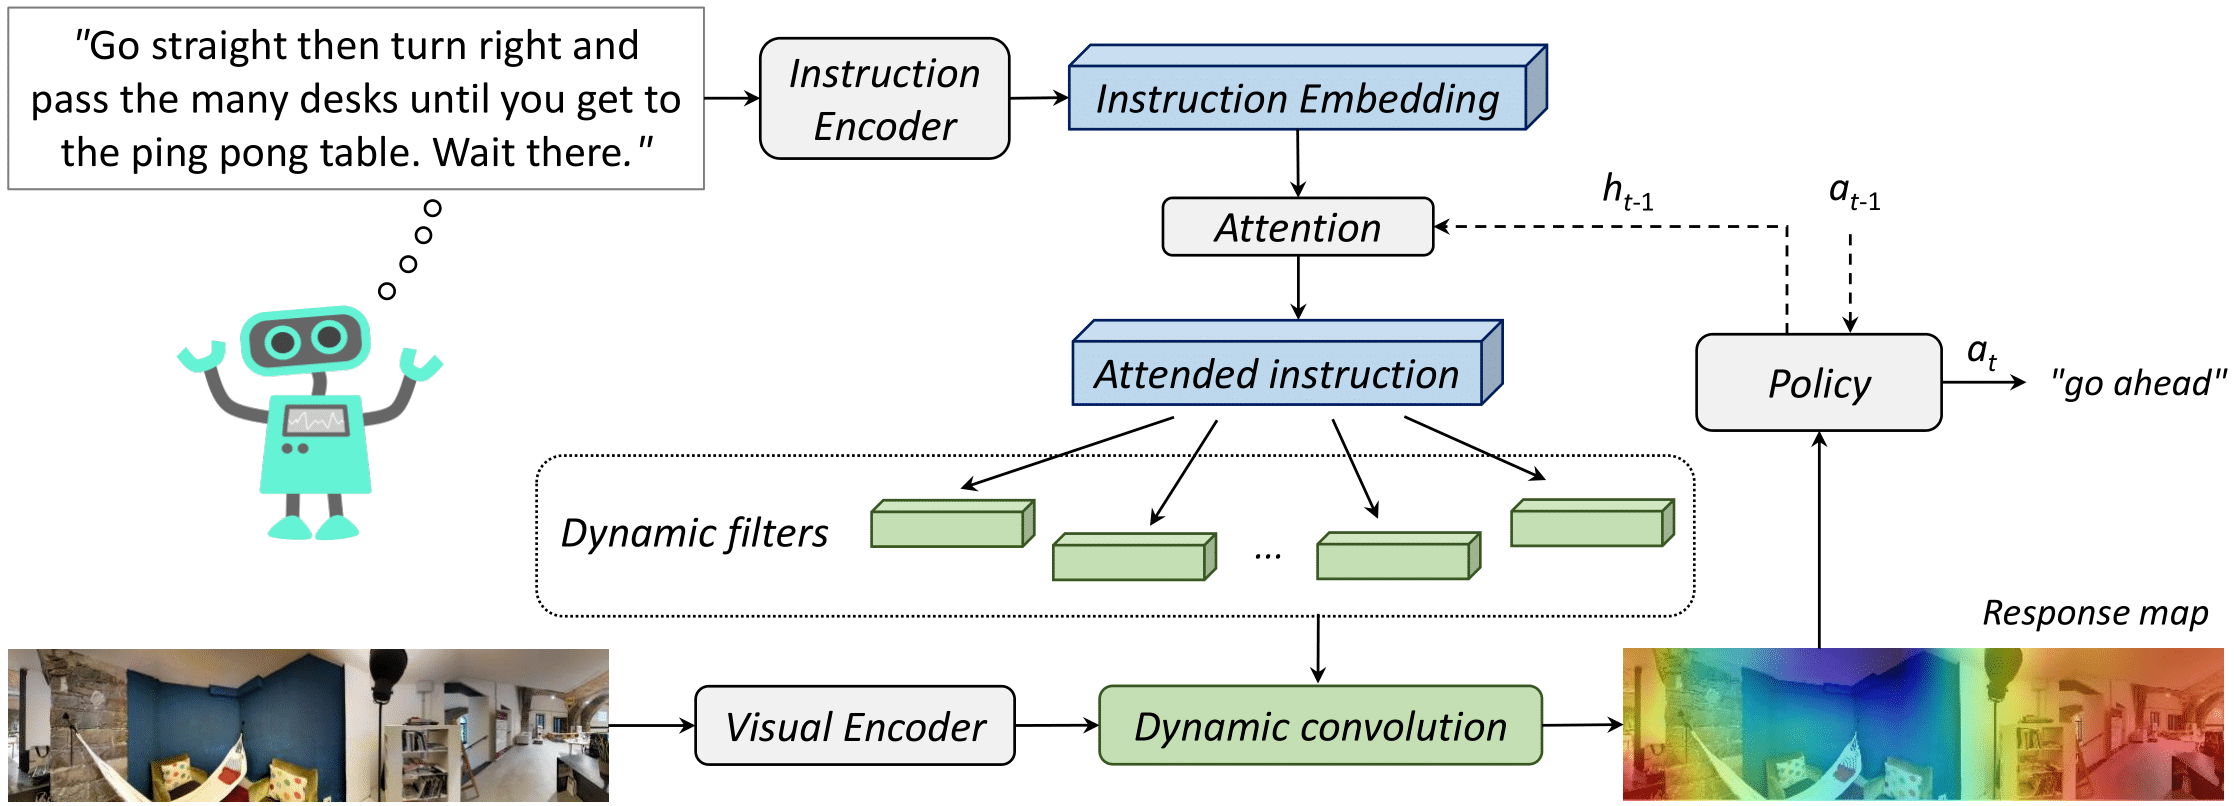 "Go straight then turn right and
pass the many desks until you get to
the ping pong table. Wait there."
Instruction
Encoder
Instruction Embedding
Attention
h_{t-1}
a_{t-1}
Attended instruction
Policy
a_t
"go ahead"
Dynamic filters
...
Response map
Visual Encoder
Dynamic convolution